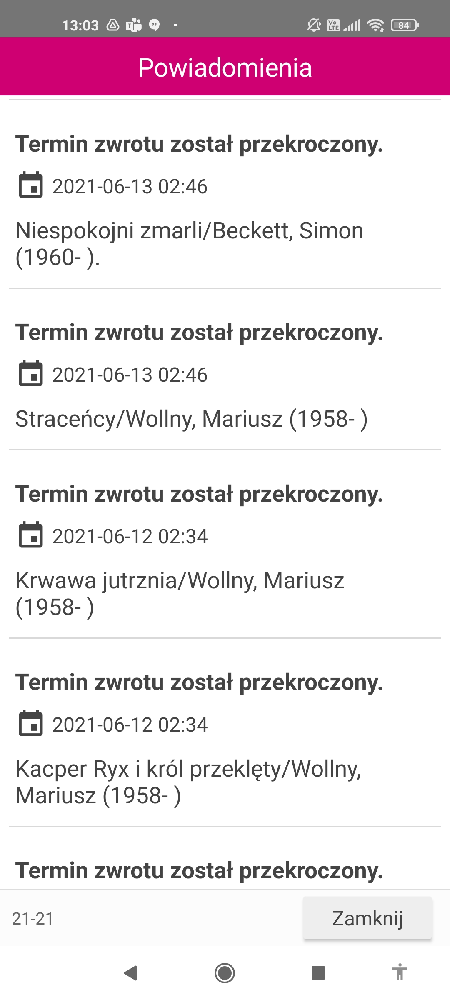 13:03
Vo LTE
84
Powiadomienia
Termin zwrotu został przekroczony.
2021-06-13 02:46
Niespokojni zmarli/Beckett, Simon
(1960- ).
Termin zwrotu został przekroczony.
2021-06-13 02:46
Straceńcy/Wollny, Mariusz (1958- )
Termin zwrotu został przekroczony.
2021-06-12 02:34
Krwawa jutrznia/Wollny, Mariusz
(1958- )
Termin zwrotu został przekroczony.
2021-06-12 02:34
Kacper Ryx i król przeklęty/Wollny,
Mariusz (1958- )
Termin zwrotu został przekroczony.
21-21
Zamknij